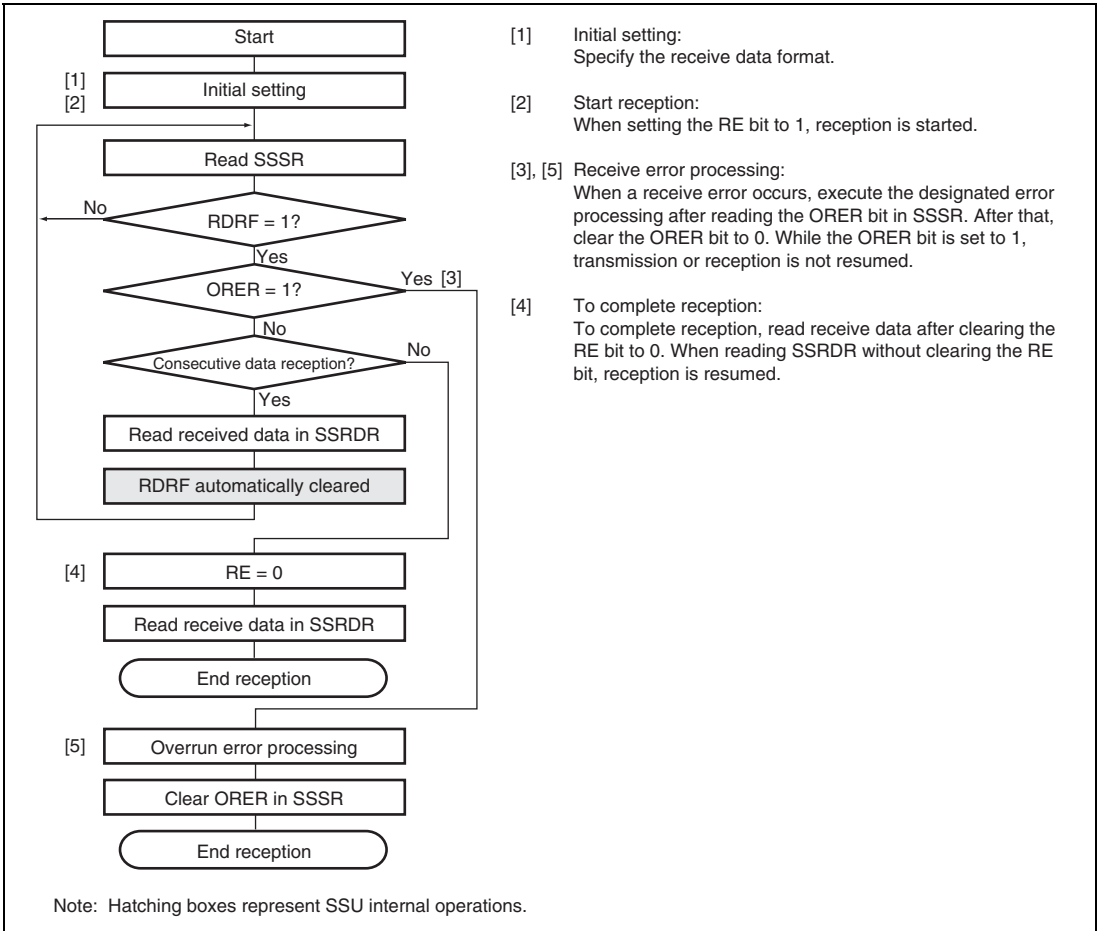 Start
[1]
[2]
Initial setting
Read SSSR
No
RDRF = 1?
Yes
ORER = 1?
Yes [3]
No
Consecutive data reception?
No
Yes
Read received data in SSRDR
RDRF automatically cleared
[4]
RE = 0
Read receive data in SSRDR
End reception
[5]
Overrun error processing
Clear ORER in SSSR
End reception
[1] Initial setting:
Specify the receive data format.
[2] Start reception:
When setting the RE bit to 1, reception is started.
[3], [5] Receive error processing:
When a receive error occurs, execute the designated error
processing after reading the ORER bit in SSSR. After that,
clear the ORER bit to 0. While the ORER bit is set to 1,
transmission or reception is not resumed.
[4] To complete reception:
To complete reception, read receive data after clearing the
RE bit to 0. When reading SSRDR without clearing the RE
bit, reception is resumed.
Note: Hatching boxes represent SSU internal operations.